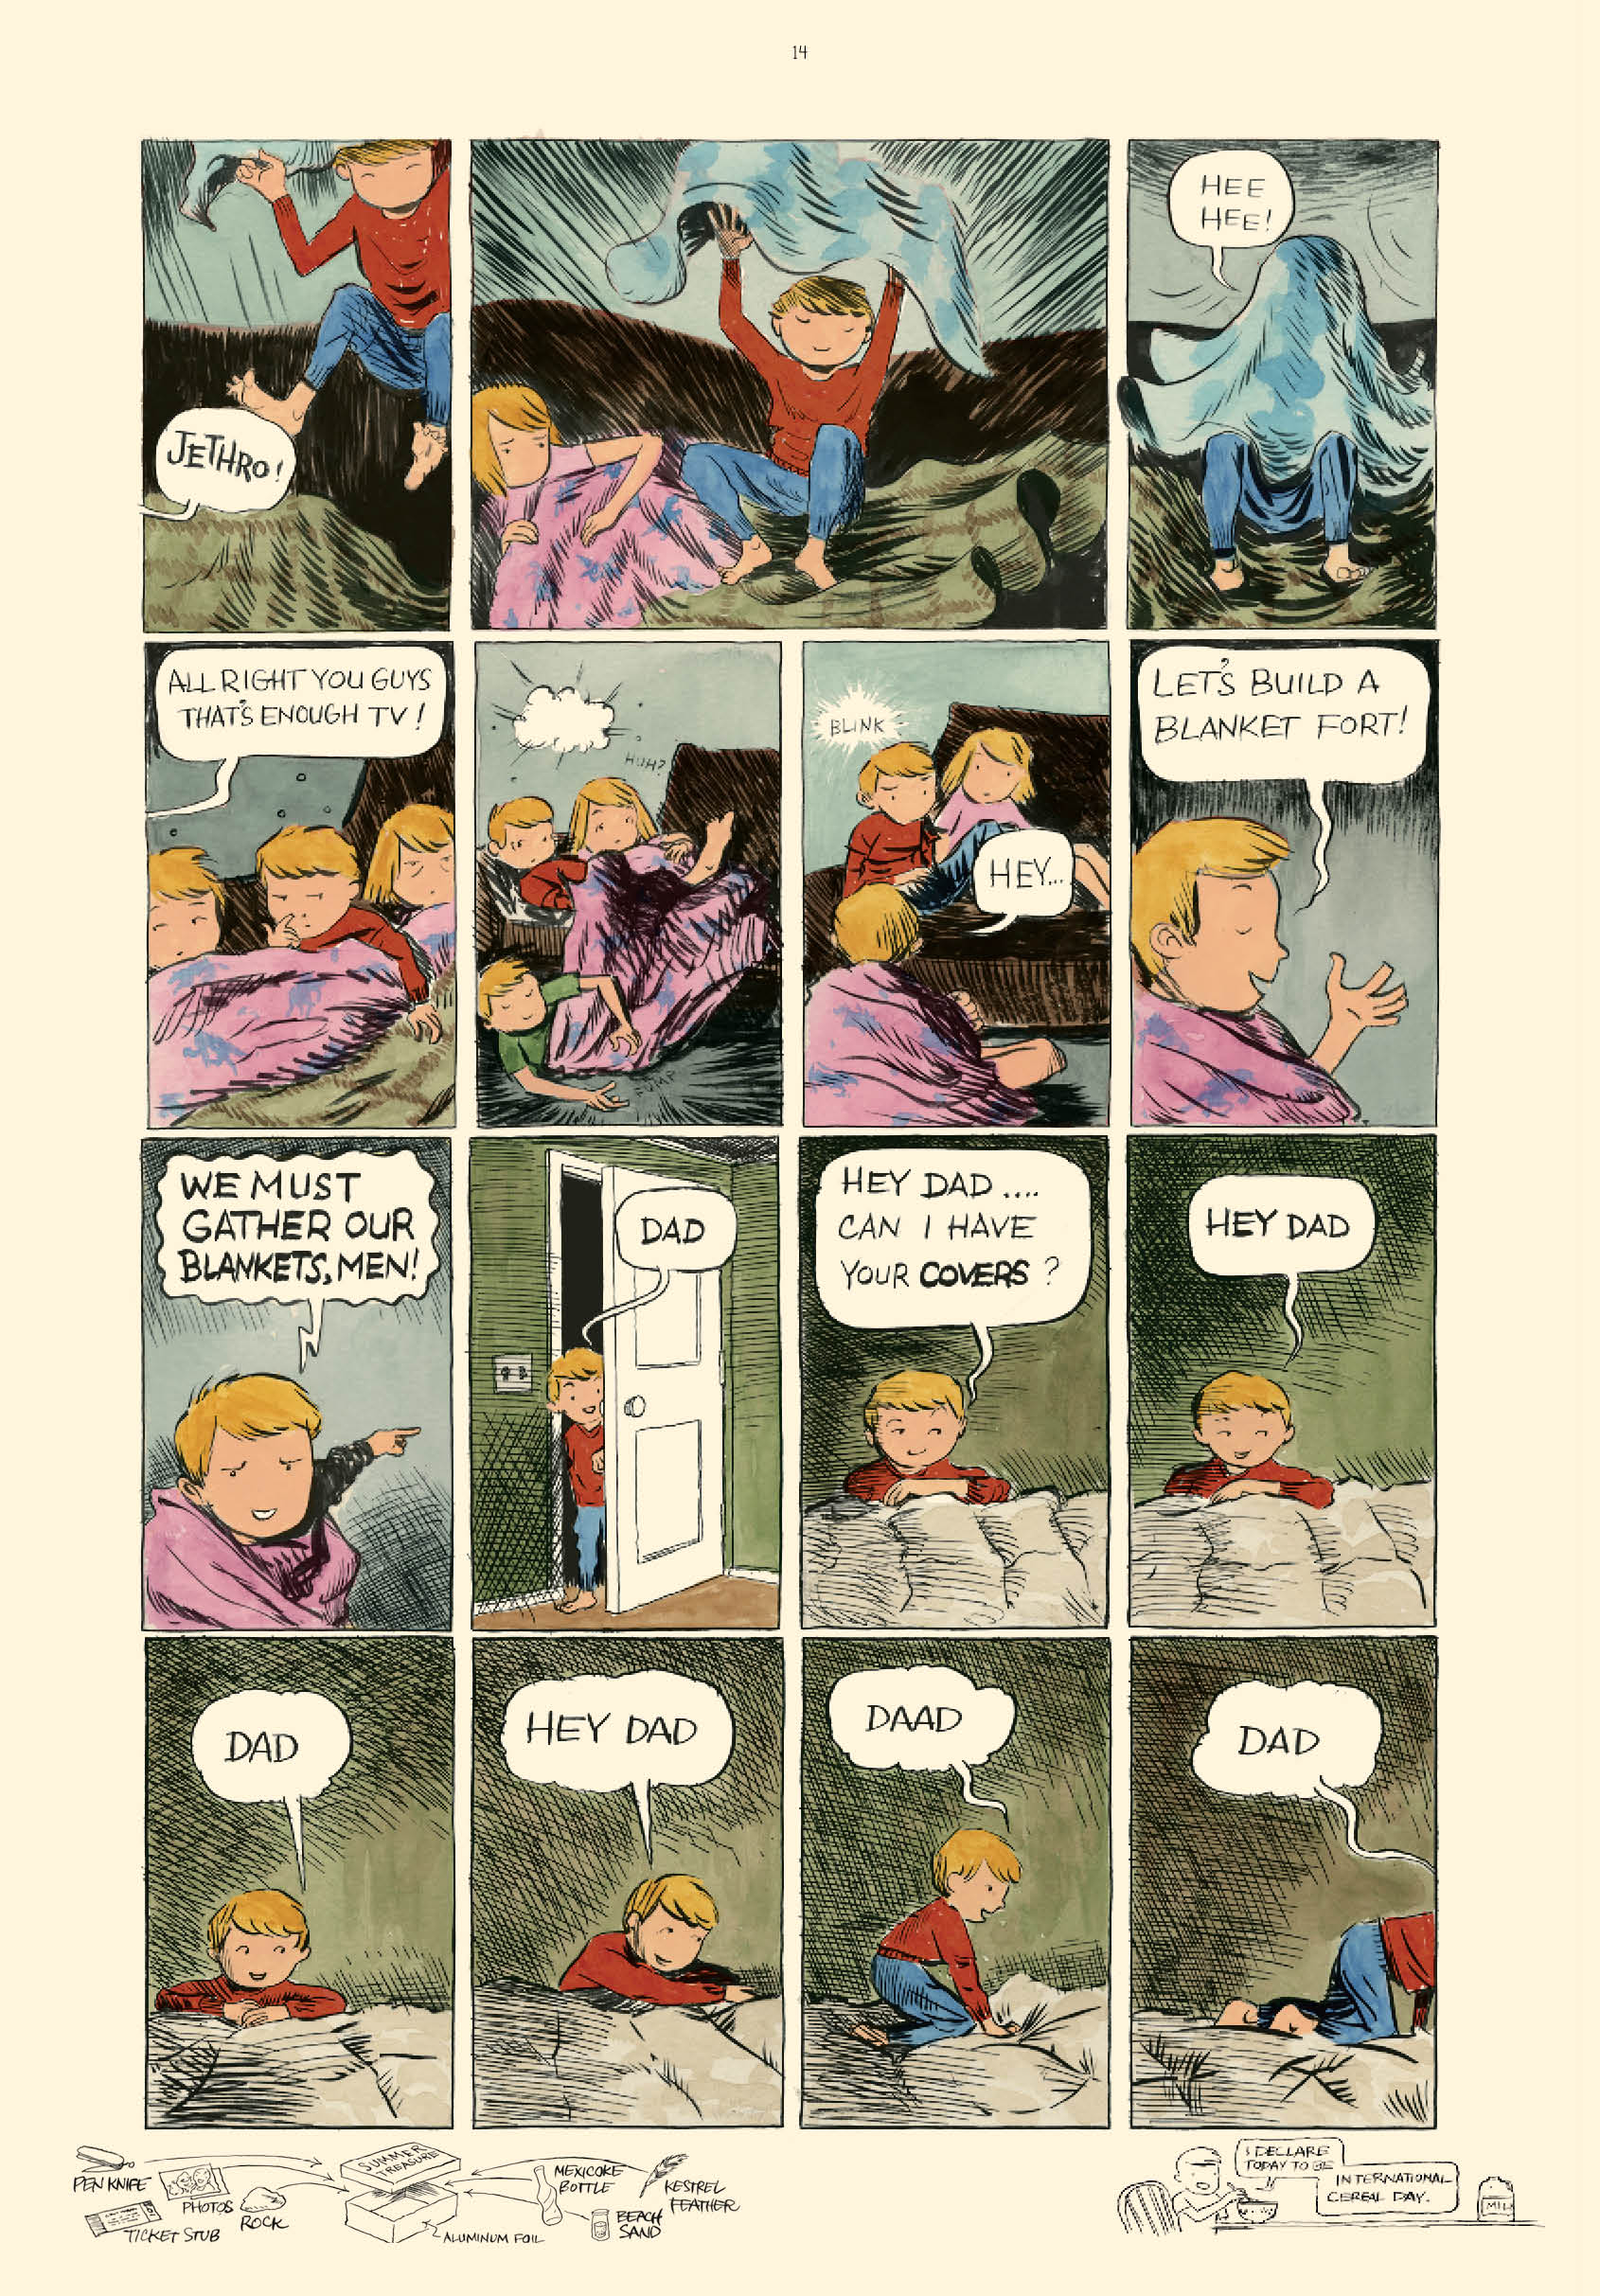 14
JETHRO!
HEE
HEE!
ALL RIGHT YOU GUYS
THAT'S ENOUGH TV!
HUH?
BLINK
HEY...
LET'S BUILD A
BLANKET FORT!
WE MUST
GATHER OUR
BLANKETS, MEN!
DAD
HEY DAD ....
CAN I HAVE
YOUR COVERS ?
HEY DAD
DAD
HEY DAD
DAAD
DAD
PEN KNIFE
PHOTOS
TICKET STUB
ROCK
SUMMER
TREASURE
ALUMINUM FOIL
MEXICOKE
BOTTLE
BEACH
SAND
KESTREL
FEATHER
I DECLARE
TODAY TO BE
INTERNATIONAL
CEREAL DAY.